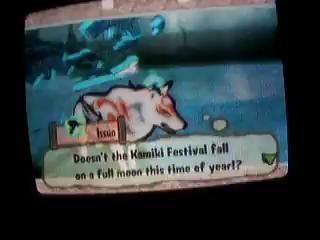 Issun
Doesn't the Kamiki Festival fall
on a full moon this time of year!?